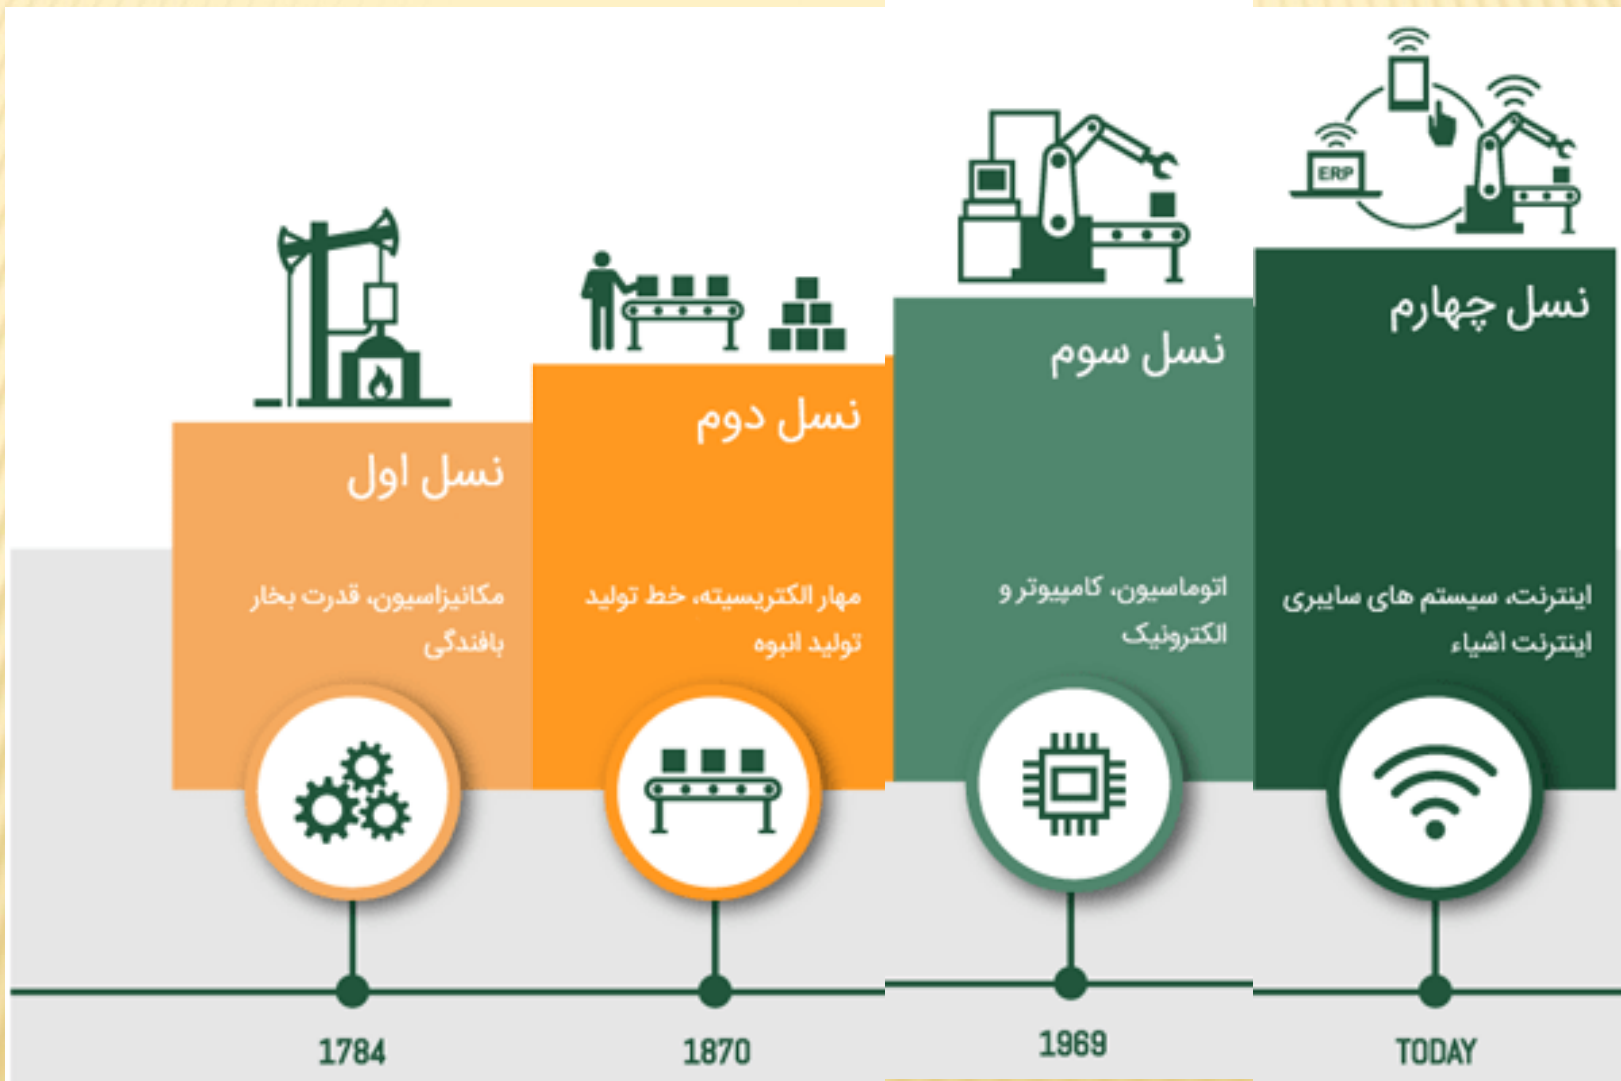 نسل اول
مکانیزاسیون، قدرت بخار
بافندگی
1784
نسل دوم
مهار الکتریسیته، خط تولید
تولید انبوه
1870
نسل سوم
اتوماسیون، کامپیوتر و
الکترونیک
1969
ERP
نسل چهارم
اینترنت، سیستم های سایبری
اینترنت اشیاء
TODAY